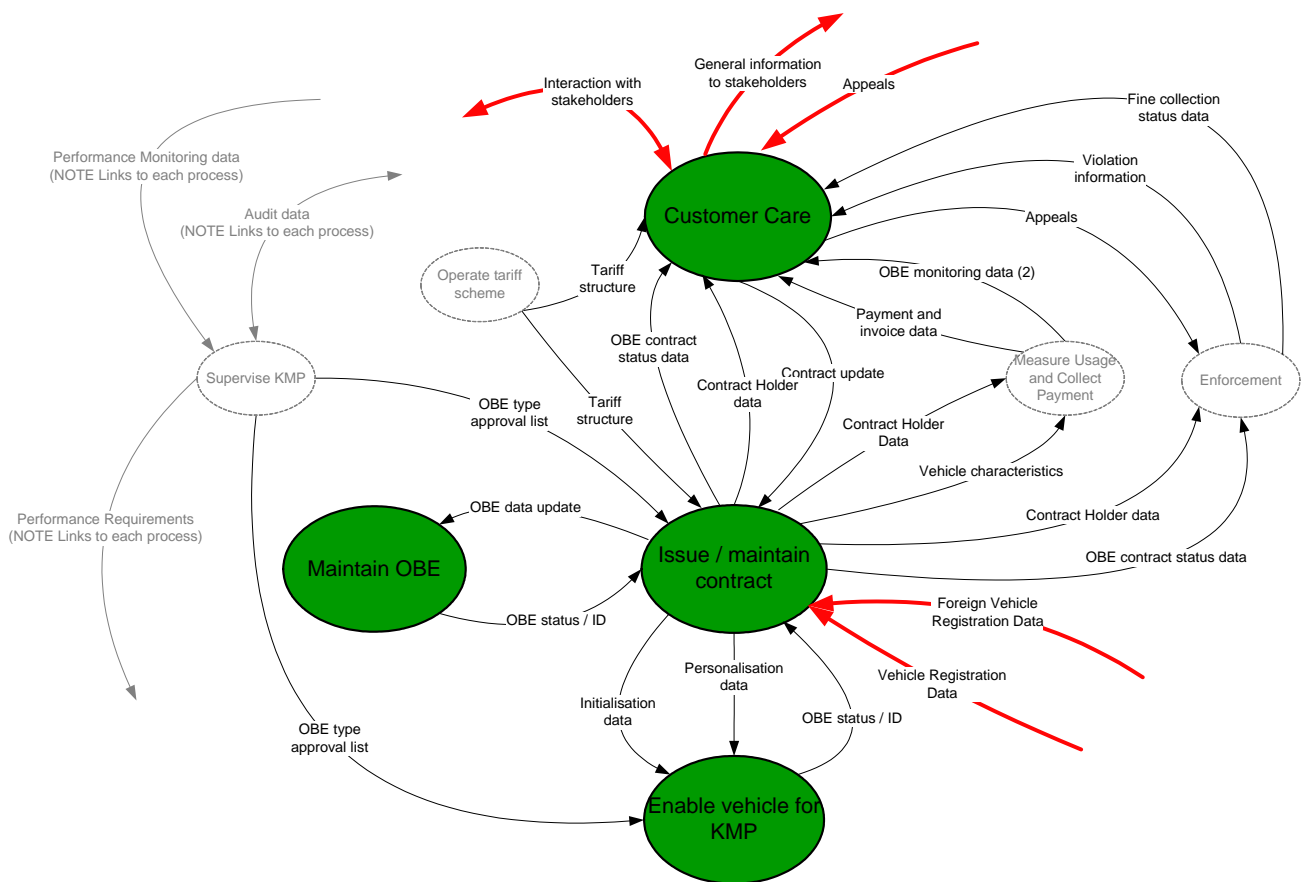 General information
to stakeholders
Interaction with
stakeholders
Appeals
Fine collection
status data
Performance Monitoring data
(NOTE Links to each process)
Violation
information
Audit data
(NOTE Links to each process)
Customer Care
Appeals
Operate tariff
scheme
Tariff
structure
OBE monitoring data (2)
Payment and
invoice data
OBE contract
status data
Supervise KMP
Contract Holder
data
Contract update
Measure Usage
and Collect
Payment
Enforcement
OBE type
approval list
Tariff
structure
Contract Holder
Data
Vehicle characteristics
OBE data update
Performance Requirements
(NOTE Links to each process)
Contract Holder data
Maintain OBE
Issue / maintain
contract
OBE contract status data
OBE status / ID
Foreign Vehicle
Registration Data
Personalisation
data
Vehicle Registration
Data
Initialisation
data
OBE status / ID
OBE type
approval list
Enable vehicle for
KMP